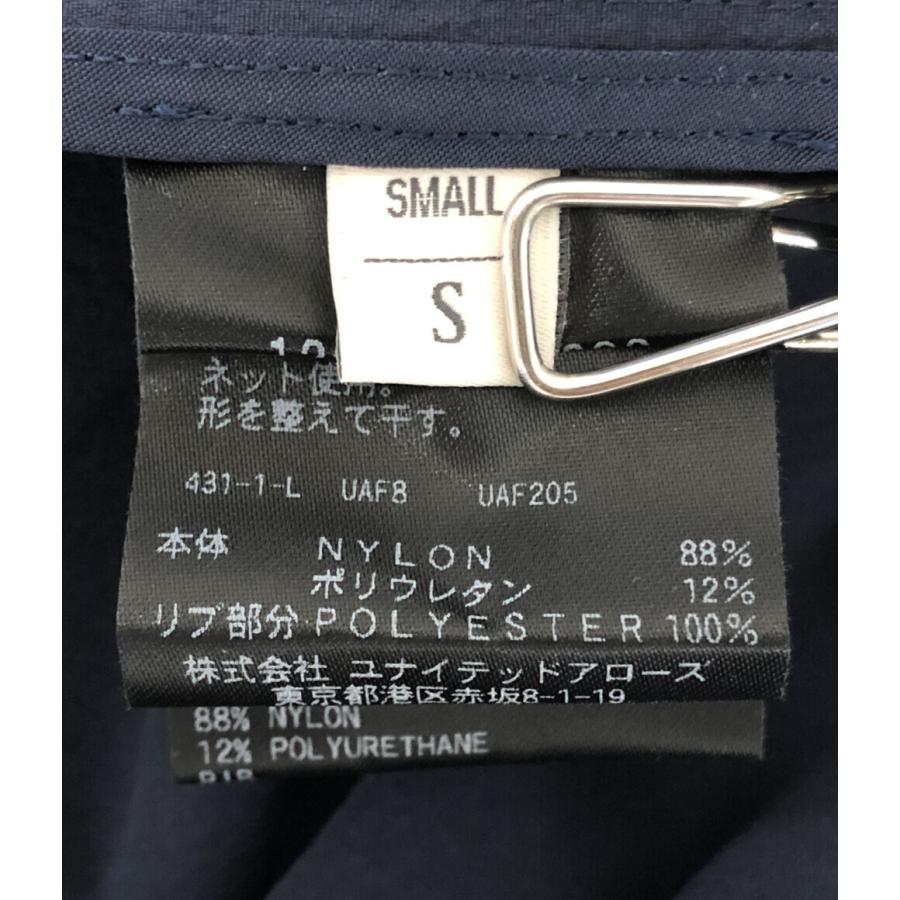 SMALL
S
ネット使用。
形を整えて干す。
431-1-L UAF8 UAF205
本体 NYLON 88%
ポリウレタン 12%
リブ部分 POLYESTER 100%
株式会社 ユナイテッドアローズ
東京都港区赤坂8-1-19
88% NYLON
12% POLYURETHANE
RIB